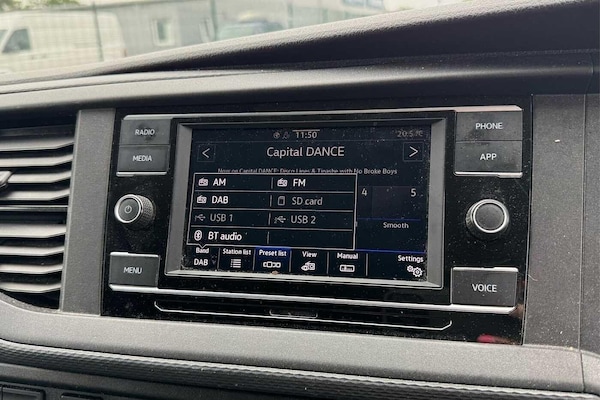 RADIO
MEDIA
MENU
11:50
20.5°C
< Capital DANCE >
Now on Capital DANCE: Disco Lines & Tinashe with No Broke Boys
AM FM
DAB SD card
USB 1 USB 2
BT audio
4 5
Smooth
Band Station list Preset list View Manual Settings
DAB
PHONE
APP
VOICE